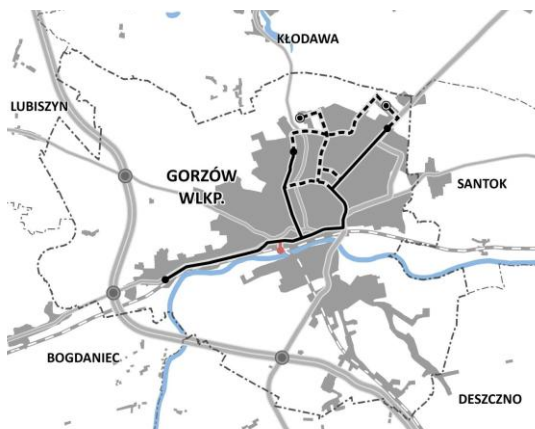 KŁODAWA
LUBISZYN
GORZÓW
WLKP.
SANTOK
BOGDANIEC
DESZCZNO